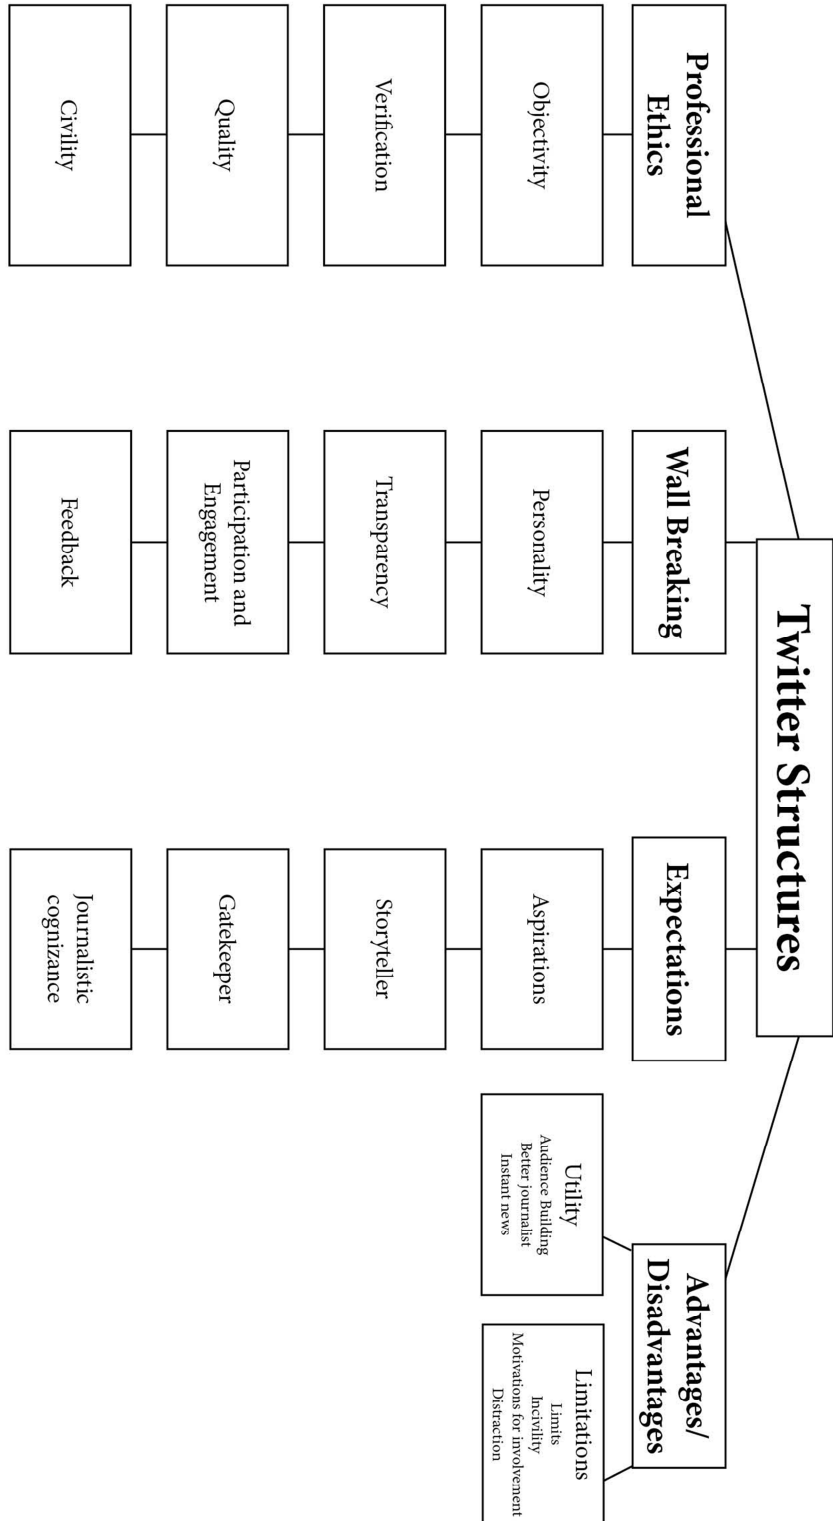 Twitter Structures
Professional
Ethics
Objectivity
Verification
Quality
Civility
Wall Breaking
Personality
Transparency
Participation and
Engagement
Feedback
Expectations
Aspirations
Storyteller
Gatekeeper
Journalistic
cognizance
Advantages/
Disadvantages
Utility
Audience Building
Better journalist
Instant news
Limitations
Limits
Incivility
Motivations for involvement
Distraction